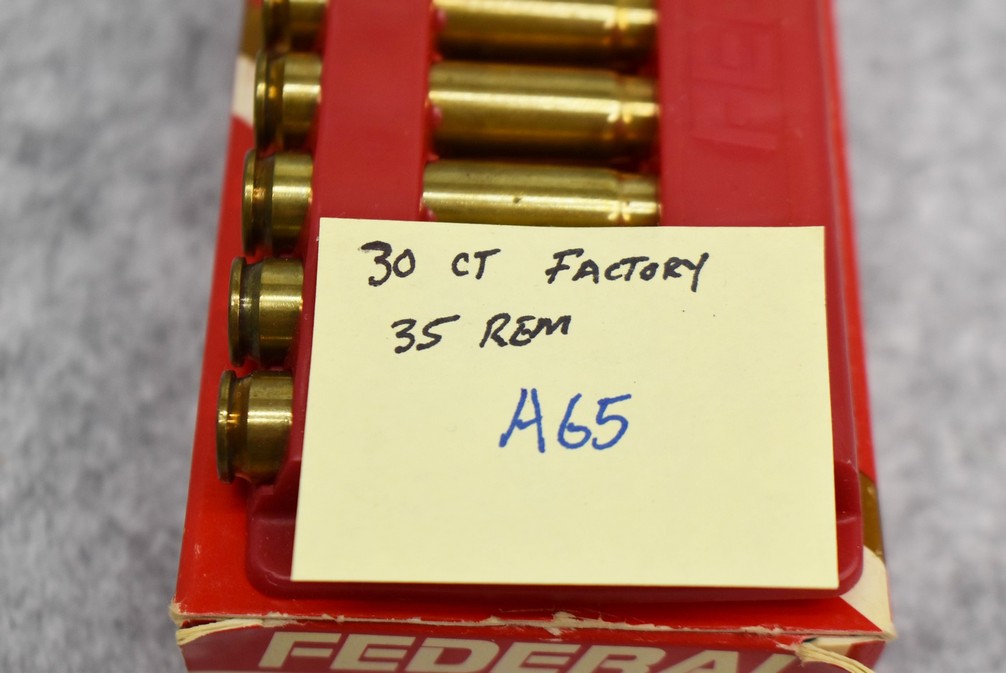 30 CT FACTORY
35 REM
A65
FEDERAL